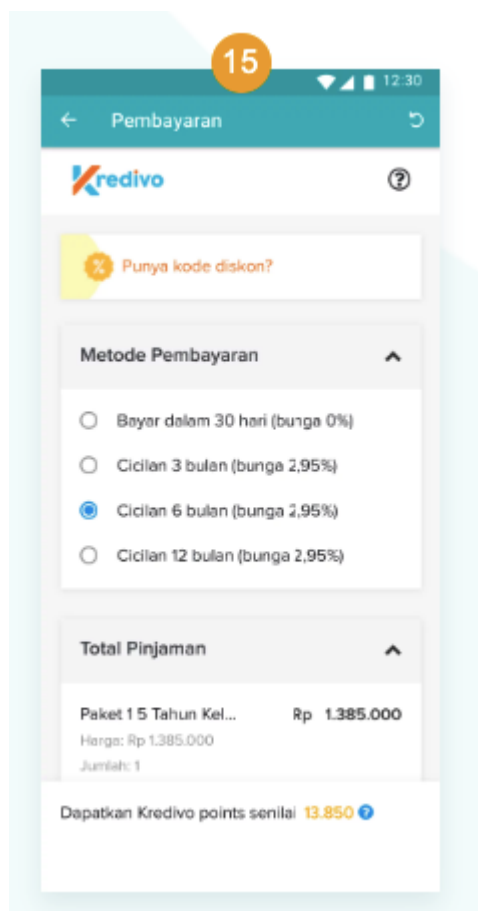 15
12:30
Pembayaran
Kredivo
Punya kode diskon?
Metode Pembayaran
Bayar dalam 30 hari (bunga 0%)
Cicilan 3 bulan (bunga 2,95%)
Cicilan 6 bulan (bunga 2,95%)
Cicilan 12 bulan (bunga 2,95%)
Total Pinjaman
Paket 1 5 Tahun Kel... Rp 1.385.000
Harga: Rp 1.385.000
Jumlah: 1
Dapatkan Kredivo points senilai 13.850